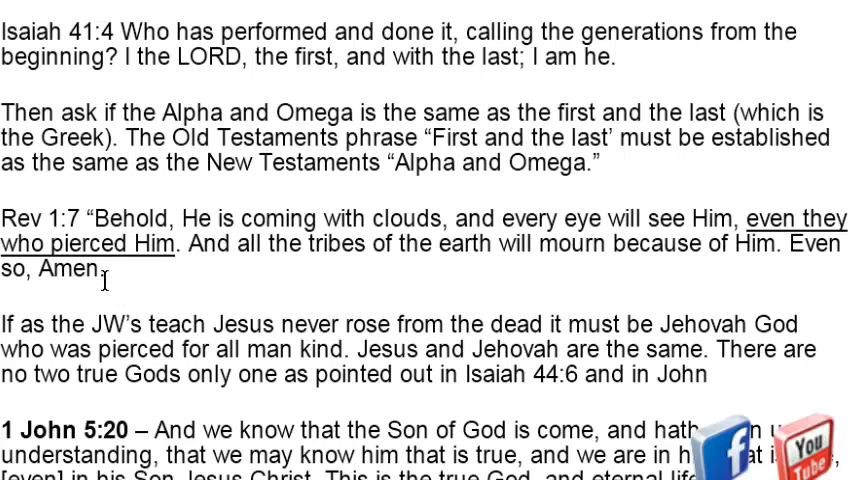 Isaiah 41:4 Who has performed and done it, calling the generations from the
beginning? I the LORD, the first, and with the last; I am he.
Then ask if the Alpha and Omega is the same as the first and the last (which is
the Greek). The Old Testaments phrase “First and the last’ must be established
as the same as the New Testaments “Alpha and Omega.”
Rev 1:7 “Behold, He is coming with clouds, and every eye will see Him, even they
who pierced Him. And all the tribes of the earth will mourn because of Him. Even
so, Amen.
If as the JW’s teach Jesus never rose from the dead it must be Jehovah God
who was pierced for all man kind. Jesus and Jehovah are the same. There are
no two true Gods only one as pointed out in Isaiah 44:6 and in John
1 John 5:20 – And we know that the Son of God is come, and hath
understanding, that we may know him that is true, and we are in
[even] in his Son Jesus Christ. This is the true God, and eternal life
You
Tube